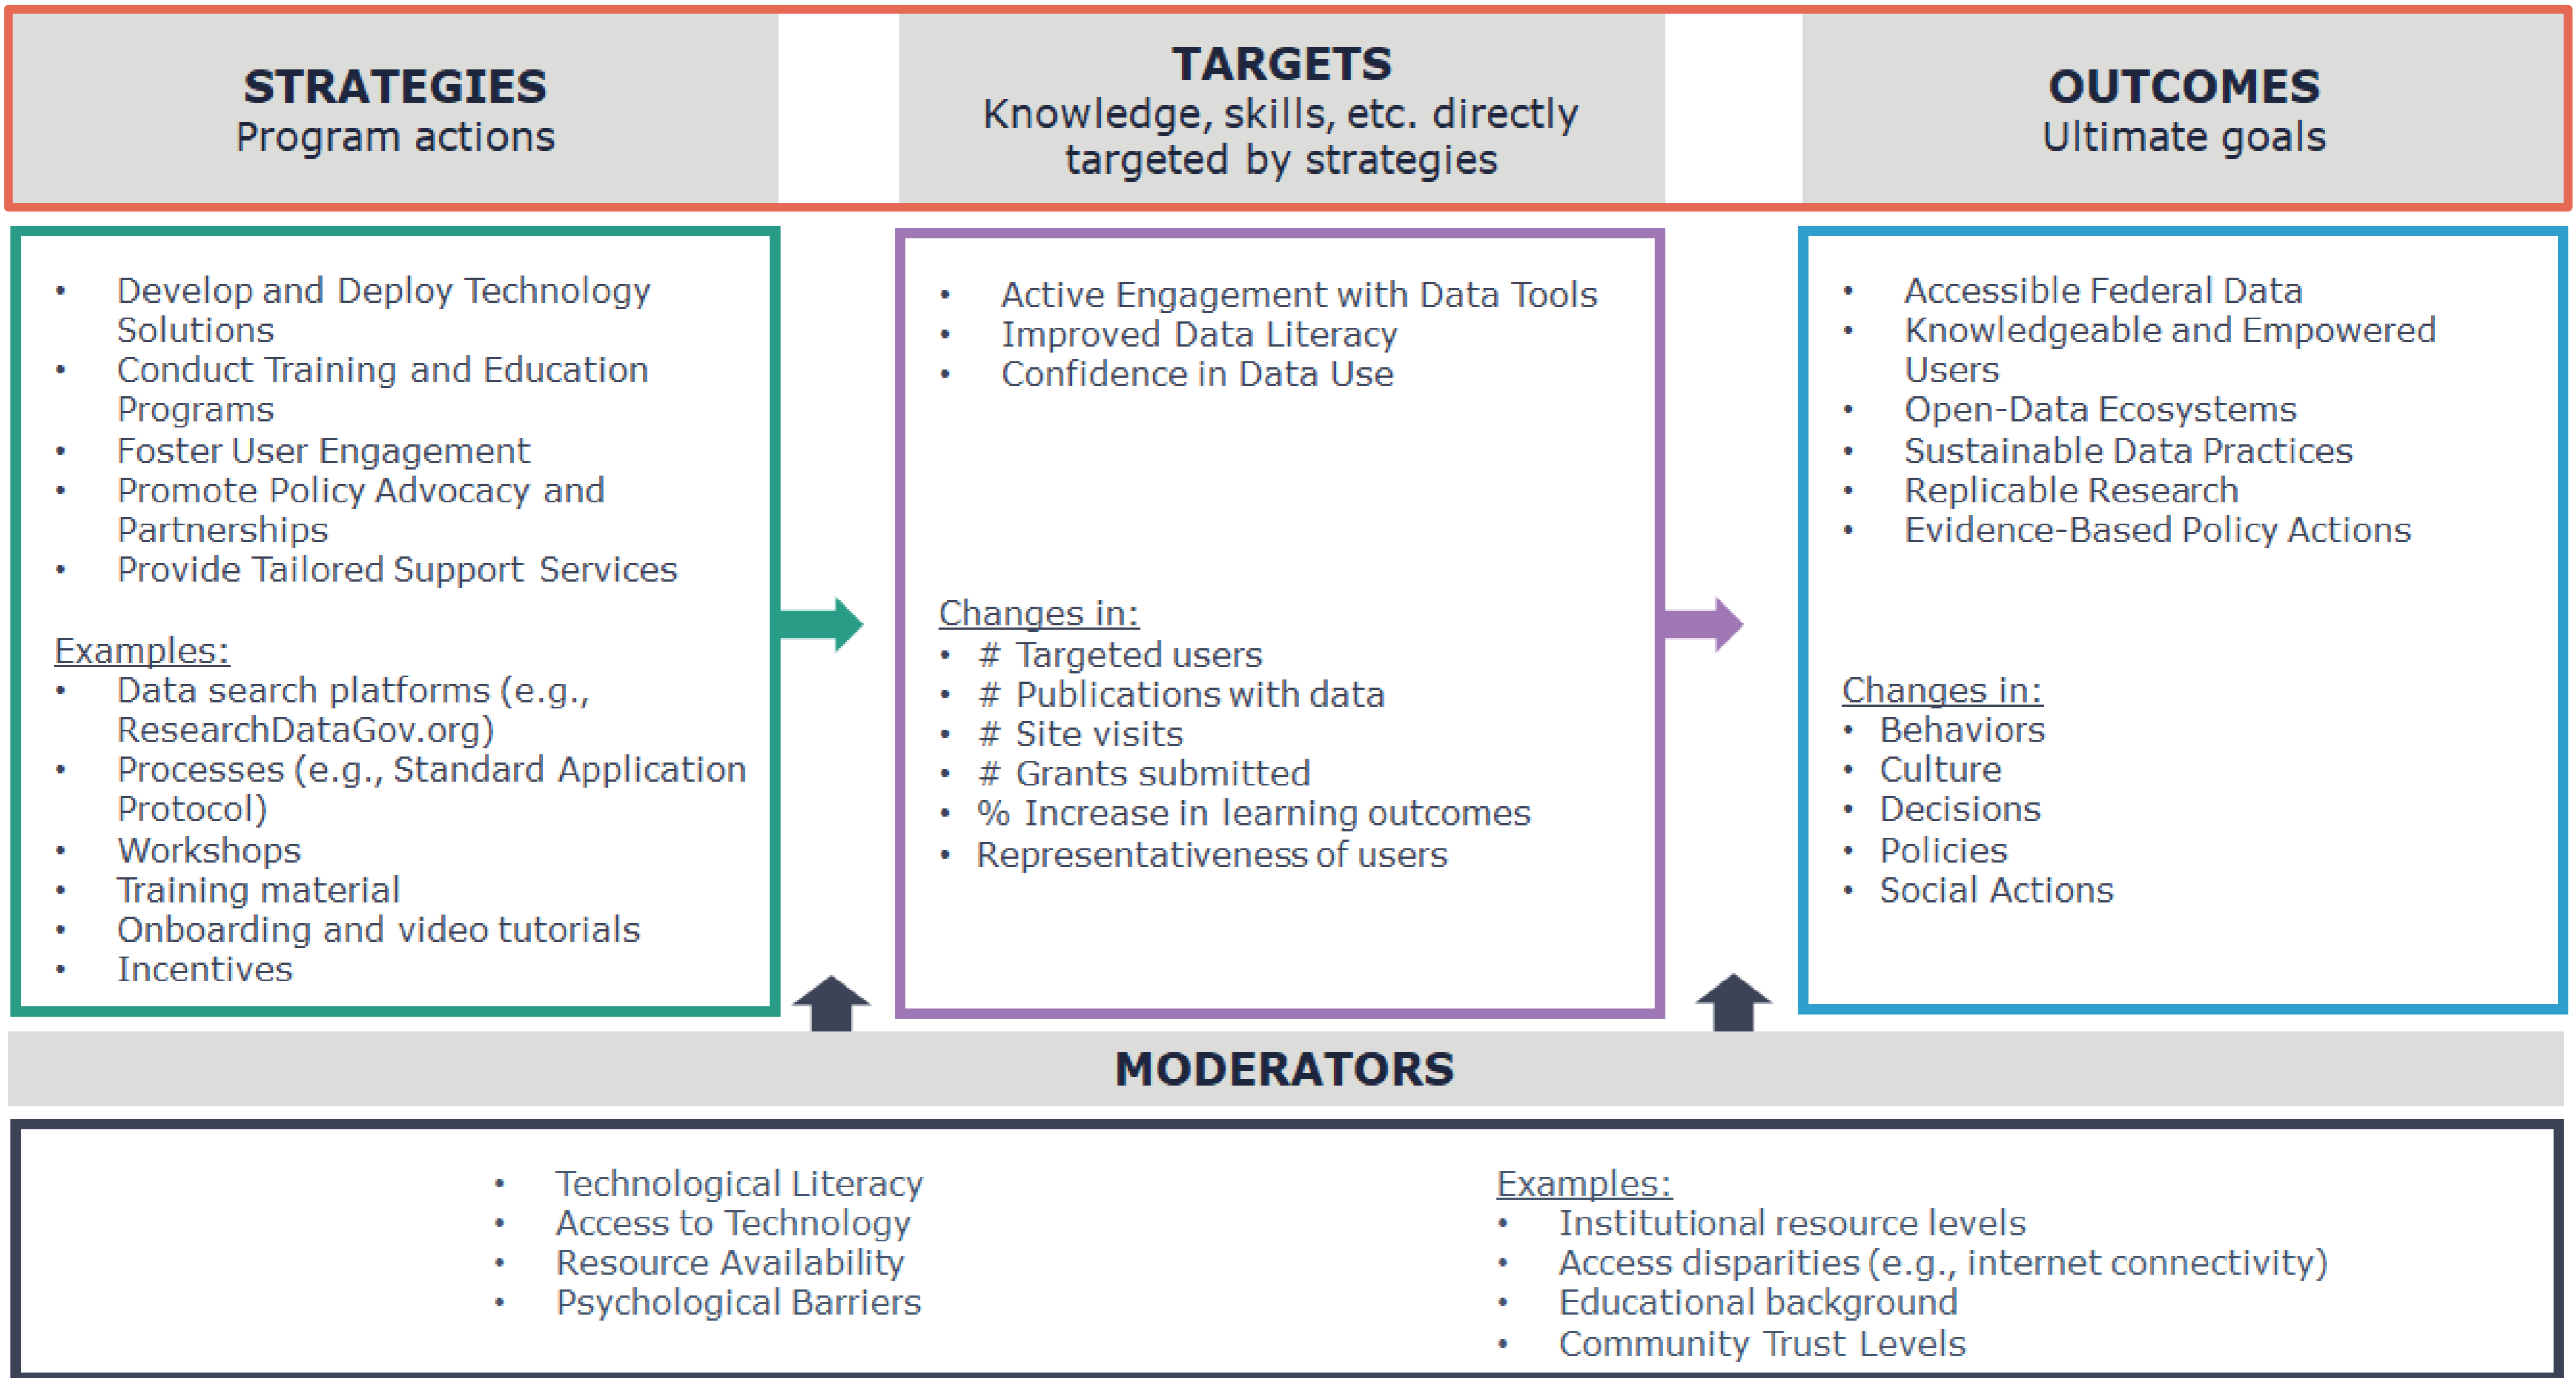 STRATEGIES
Program actions
TARGETS
Knowledge, skills, etc. directly
targeted by strategies
OUTCOMES
Ultimate goals
• Develop and Deploy Technology
Solutions
• Conduct Training and Education
Programs
• Foster User Engagement
• Promote Policy Advocacy and
Partnerships
• Provide Tailored Support Services
Examples:
• Data search platforms (e.g.,
ResearchDataGov.org)
• Processes (e.g., Standard Application
Protocol)
• Workshops
• Training material
• Onboarding and video tutorials
• Incentives
• Active Engagement with Data Tools
• Improved Data Literacy
• Confidence in Data Use
Changes in:
• # Targeted users
• # Publications with data
• # Site visits
• # Grants submitted
• % Increase in learning outcomes
• Representativeness of users
• Accessible Federal Data
• Knowledgeable and Empowered
Users
• Open-Data Ecosystems
• Sustainable Data Practices
• Replicable Research
• Evidence-Based Policy Actions
Changes in:
• Behaviors
• Culture
• Decisions
• Policies
• Social Actions
MODERATORS
• Technological Literacy
• Access to Technology
• Resource Availability
• Psychological Barriers
Examples:
• Institutional resource levels
• Access disparities (e.g., internet connectivity)
• Educational background
• Community Trust Levels